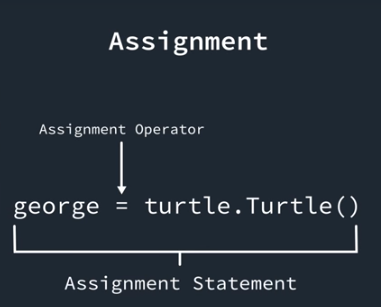 Assignment
Assignment Operator
george = turtle.Turtle()
Assignment Statement